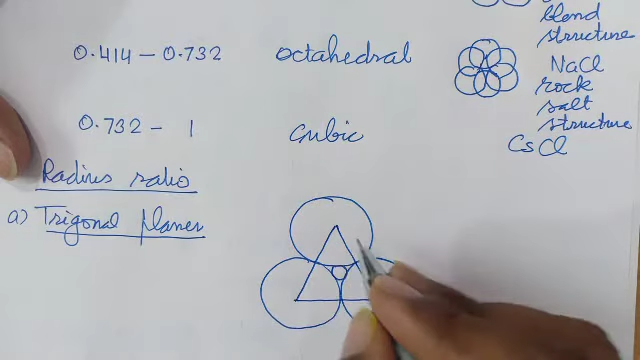 blend
structure
0.414 – 0.732 octahedral
NaCl
rock
salt
structure
0.732 – 1 cubic
CsCl
Radius ratio
a) Trigonal planer